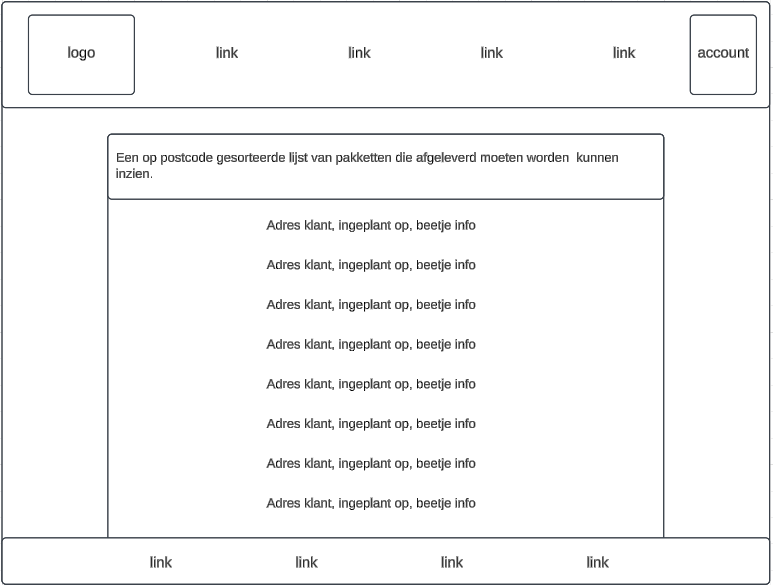 logo link link link link account
Een op postcode gesorteerde lijst van pakketten die afgeleverd moeten worden  kunnen
inzien.
Adres klant, ingeplant op, beetje info
Adres klant, ingeplant op, beetje info
Adres klant, ingeplant op, beetje info
Adres klant, ingeplant op, beetje info
Adres klant, ingeplant op, beetje info
Adres klant, ingeplant op, beetje info
Adres klant, ingeplant op, beetje info
Adres klant, ingeplant op, beetje info
link link link link